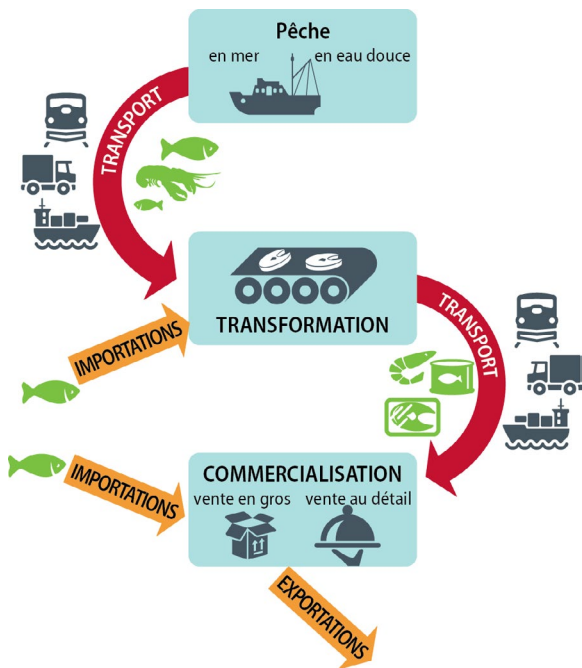 Pêche
en mer
en eau douce
TRANSPORT
TRANSFORMATION
IMPORTATIONS
TRANSPORT
IMPORTATIONS
COMMERCIALISATION
vente en gros
vente au détail
EXPORTATIONS